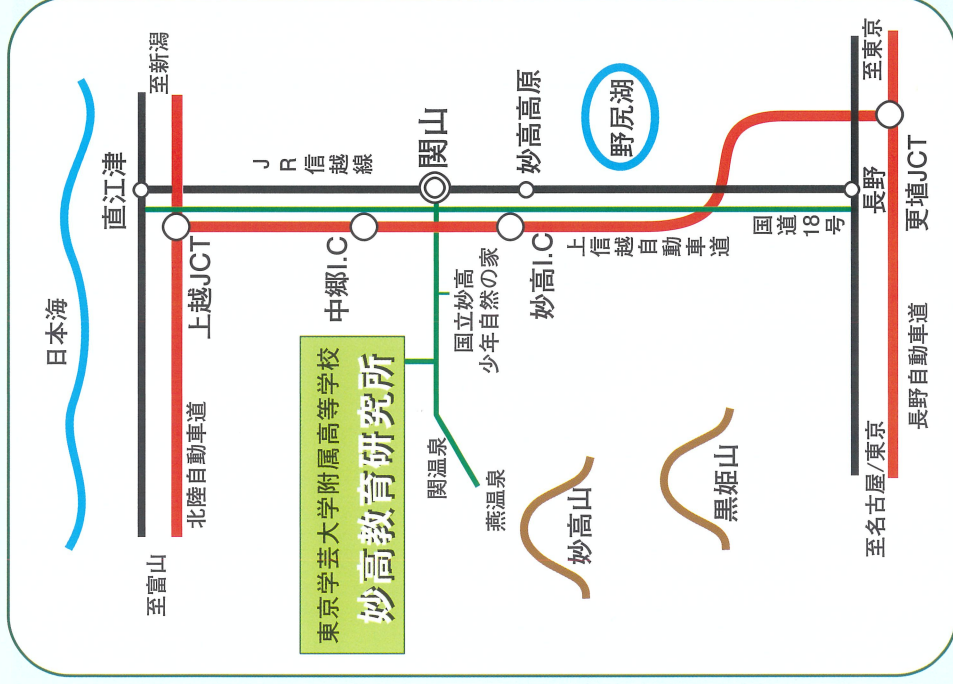 日本海
直江津
至富山
至新潟
北陸自動車道
上越JCT
JR信越線
東京学芸大学附属高等学校
妙高教育研究所
中郷I.C
関山
関温泉
国立妙高
少年自然の家
燕温泉
妙高I.C
妙高高原
妙高山
上信越自動車道
野尻湖
黒姫山
国道18号
至名古屋/東京
長野
至東京
長野自動車道
更埴JCT